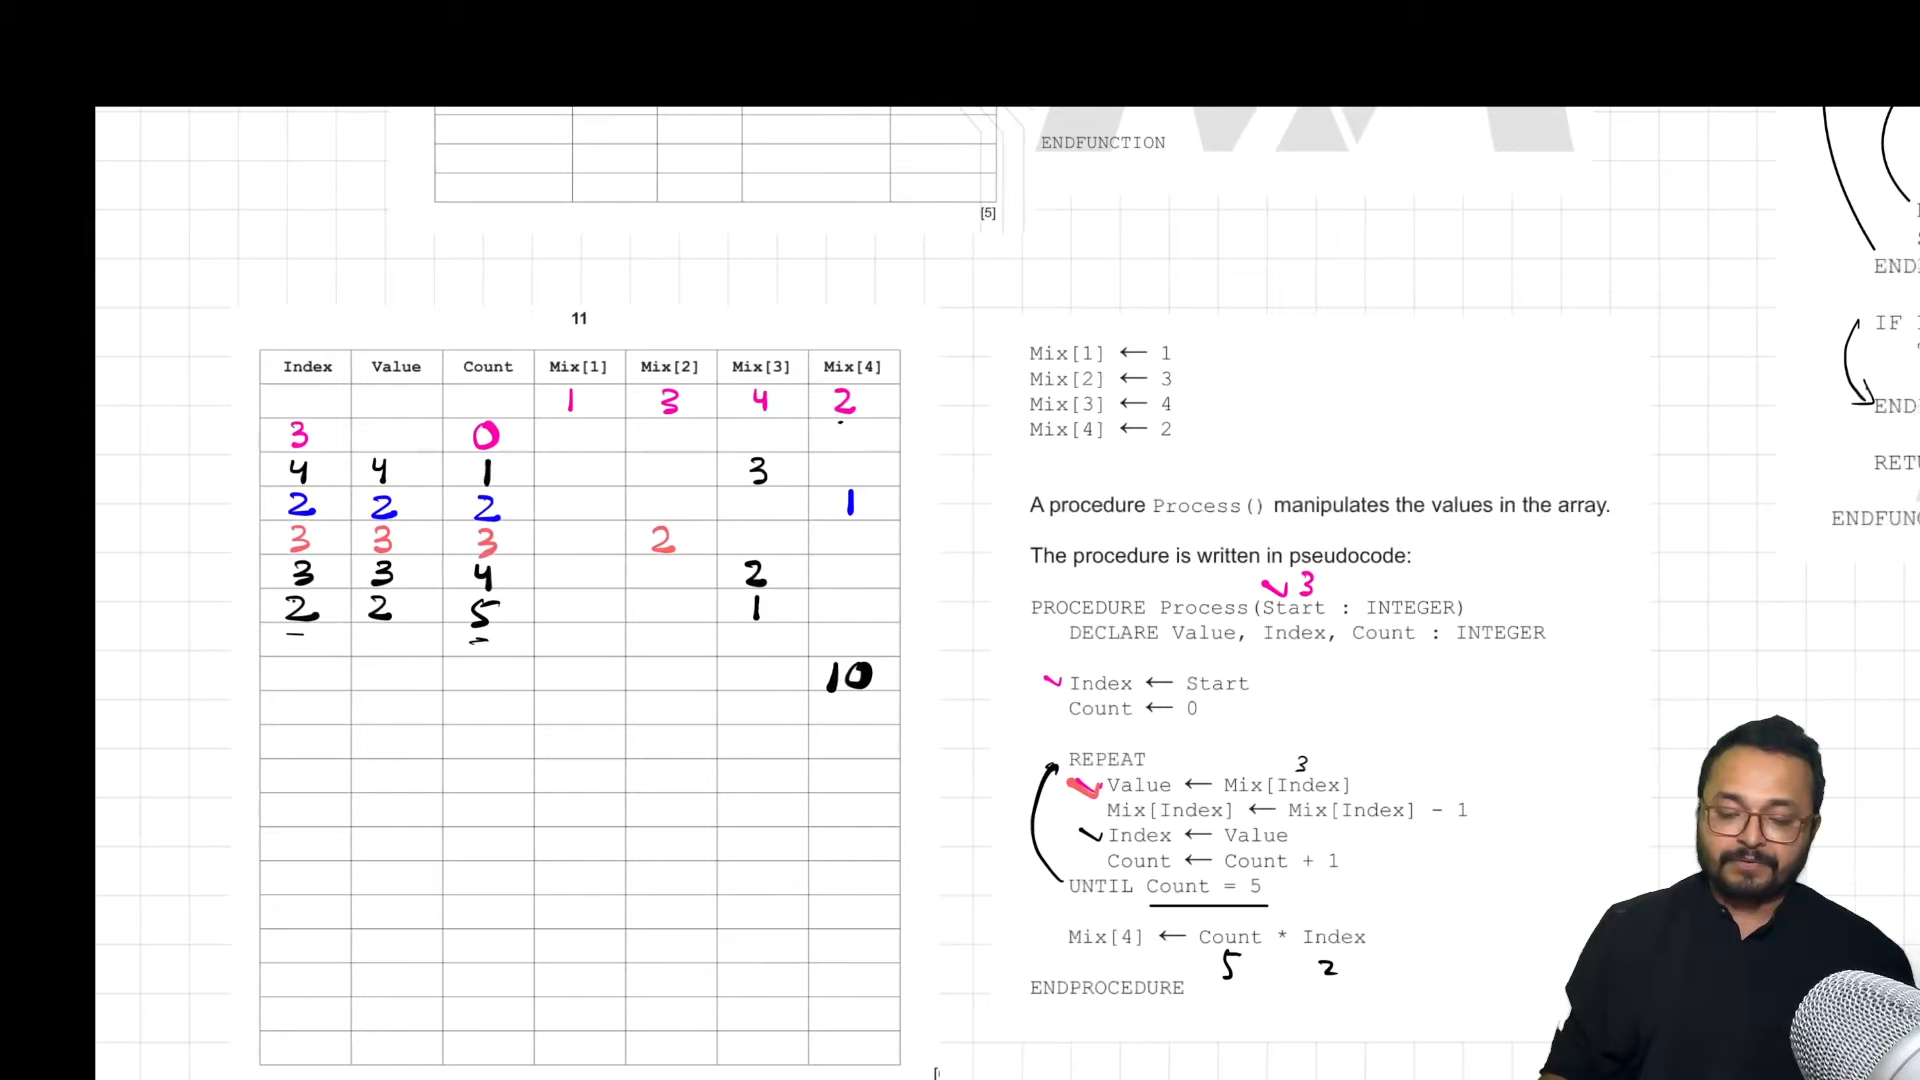 ENDFUNCTION
[5]
11
Index Value Count Mix[1] Mix[2] Mix[3] Mix[4]
1 3 4 2
3 0
4 4 1 3
2 2 2 1
3 3 3 2
3 3 4 2
2 2 5 1
10
Mix[1] ← 1
Mix[2] ← 3
Mix[3] ← 4
Mix[4] ← 2
A procedure Process() manipulates the values in the array.
The procedure is written in pseudocode:
3
PROCEDURE Process(Start : INTEGER)
DECLARE Value, Index, Count : INTEGER
Index ← Start
Count ← 0
REPEAT
3
Value ← Mix[Index]
Mix[Index] ← Mix[Index] - 1
Index ← Value
Count ← Count + 1
UNTIL Count = 5
Mix[4] ← Count * Index
5 2
ENDPROCEDURE
END
IF
END
RETU
ENDFUN